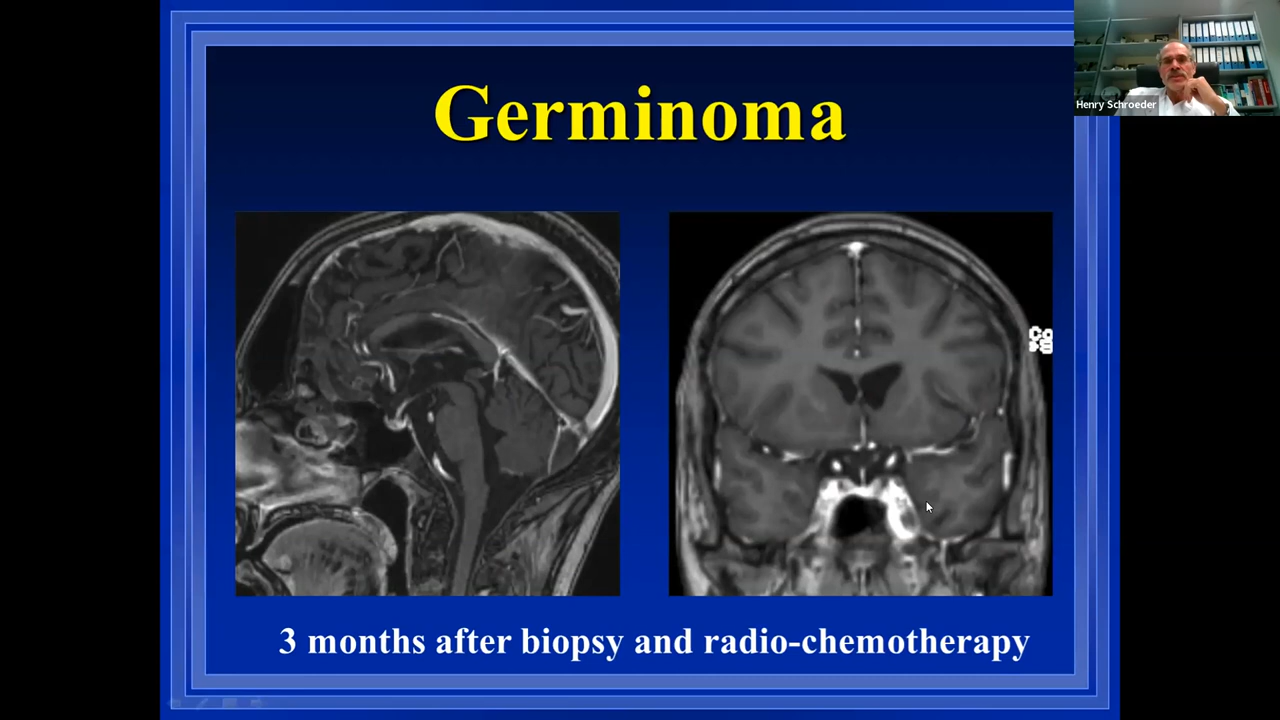 Germinoma
Henry Schroeder
3 months after biopsy and radio-chemotherapy